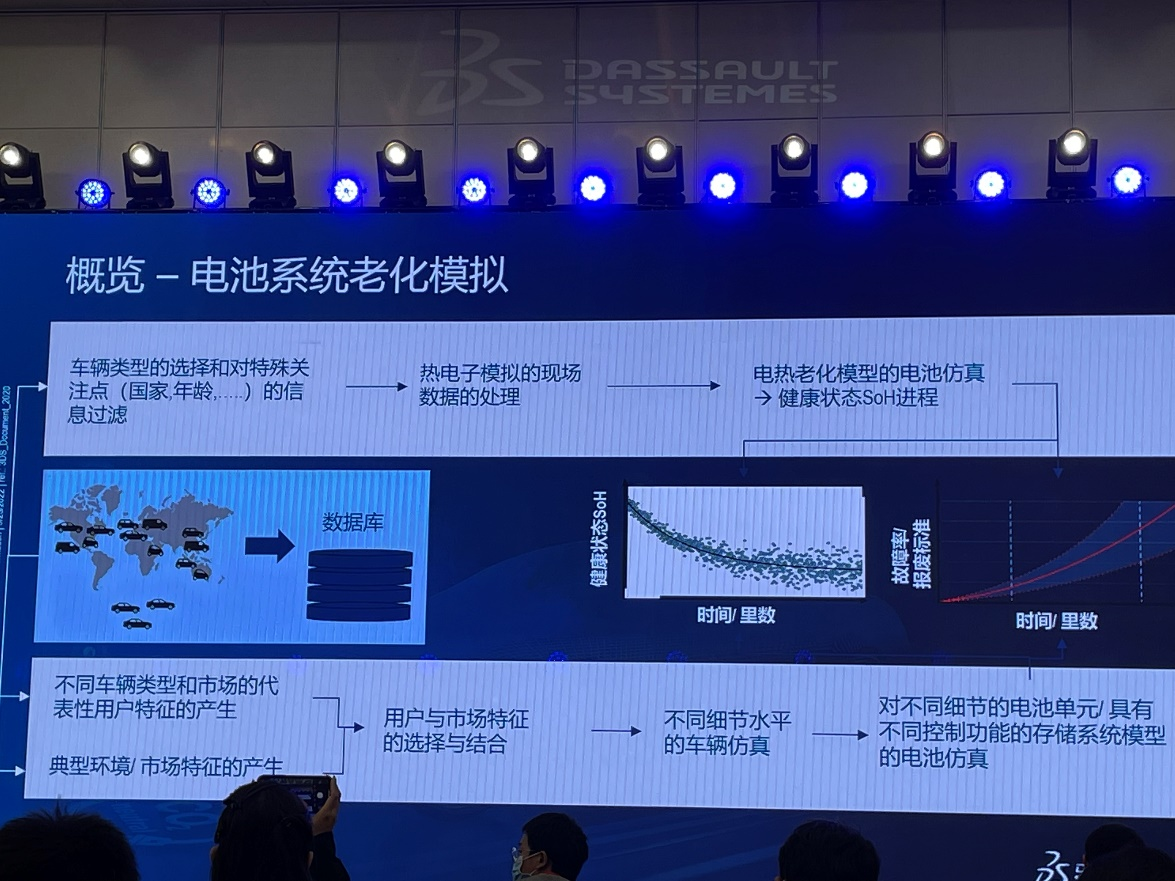 DASSAULT
SYSTEMES
概览 – 电池系统老化模拟
车辆类型的选择和对特殊关
注点（国家,年龄,.....）的信
息过滤
热电子模拟的现场
数据的处理
电热老化模型的电池仿真
→ 健康状态SoH进程
数据库
健康状态SoH
时间/ 里数
故障率/
报废标准
时间/ 里数
不同车辆类型和市场的代
表性用户特征的产生
典型环境/ 市场特征的产生
用户与市场特征
的选择与结合
不同细节水平
的车辆仿真
对不同细节的电池单元/ 具有
不同控制功能的存储系统模型
的电池仿真
3DS_Document_2020